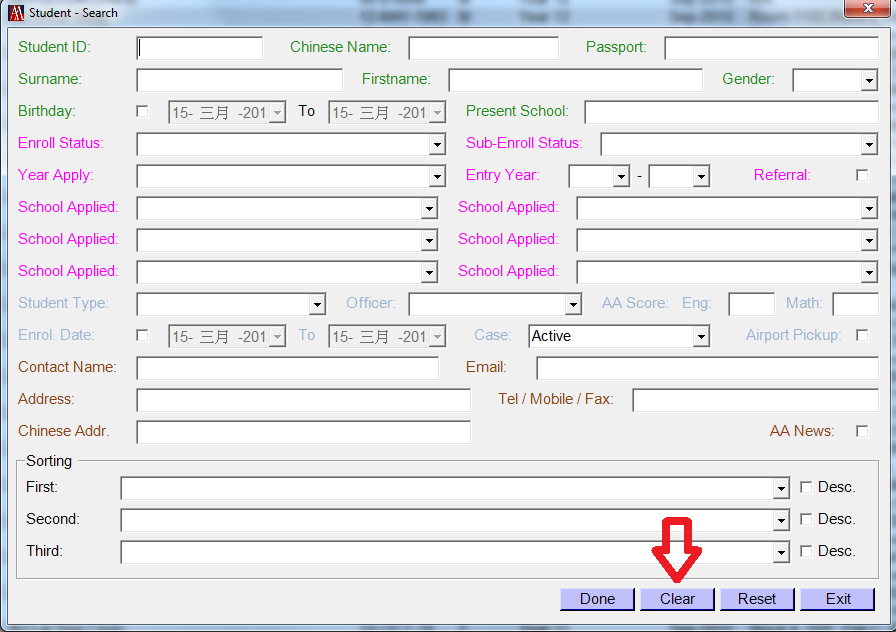 Student - Search
Student ID: Chinese Name: Passport:
Surname: Firstname: Gender:
Birthday: 15- 三月 -201 To 15- 三月 -201 Present School:
Enroll Status: Sub-Enroll Status:
Year Apply: Entry Year: - Referral:
School Applied: School Applied:
School Applied: School Applied:
School Applied: School Applied:
Student Type: Officer: AA Score: Eng: Math:
Enrol. Date: 15- 三月 -201 To 15- 三月 -201 Case: Active Airport Pickup:
Contact Name: Email:
Address: Tel / Mobile / Fax:
Chinese Addr. AA News:
Sorting
First: Desc.
Second: Desc.
Third: Desc.
Done Clear Reset Exit